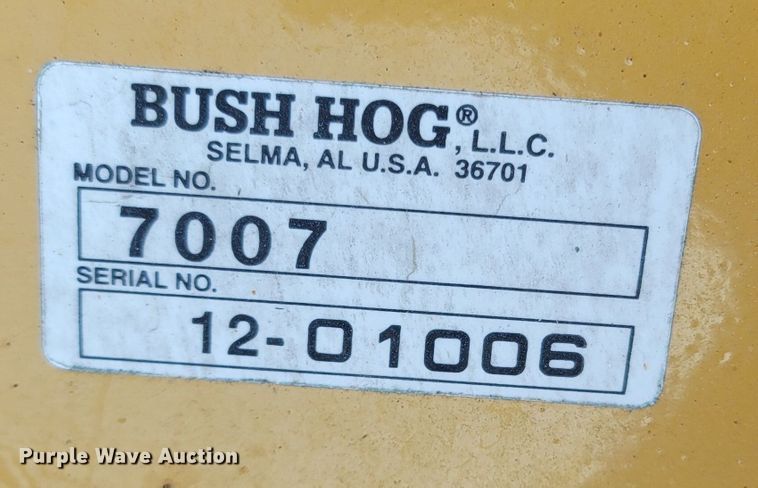 BUSH HOG®, L.L.C.
SELMA, AL U.S.A. 36701
MODEL NO.
7007
SERIAL NO.
12-01006
Purple Wave Auction